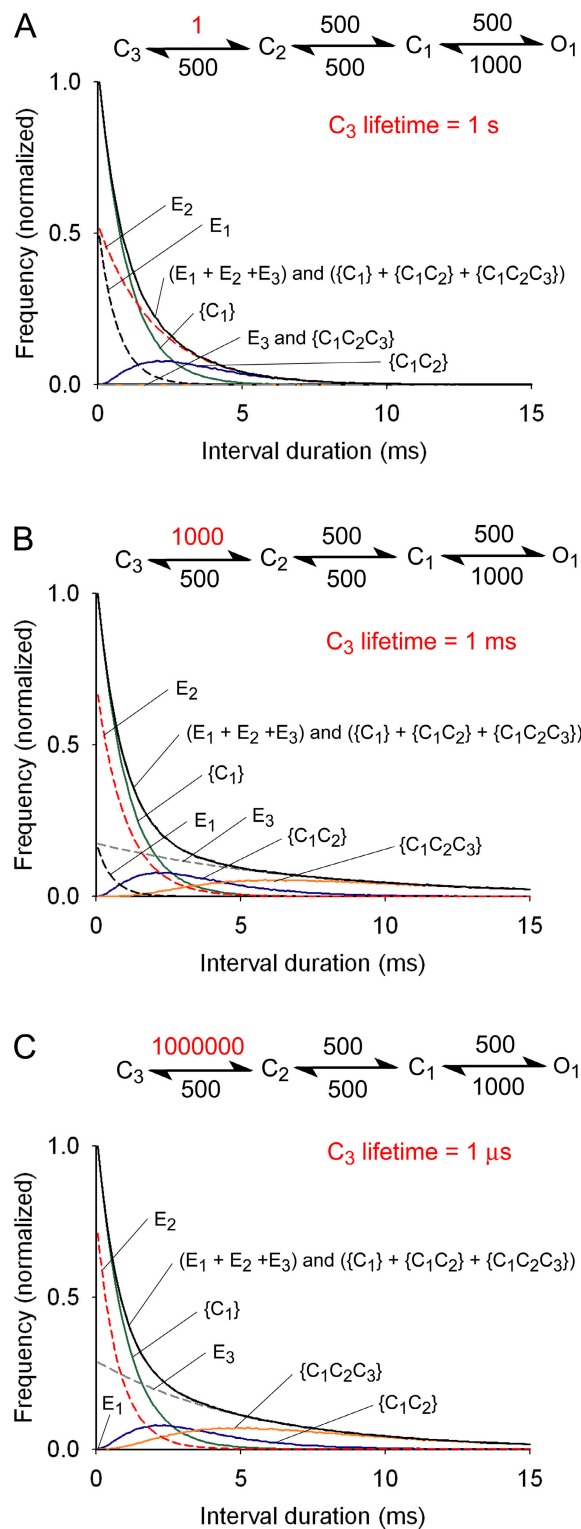 A
1 500 500
C3 C2 C1 O1
500 500 1000
C3 lifetime = 1 s
Frequency (normalized)
1.0
0.5
0.0
E2
E1
(E1 + E2 +E3) and ({C1} + {C1C2} + {C1C2C3})
{C1}
E3 and {C1C2C3}
{C1C2}
0 5 10 15
Interval duration (ms)
B
1000 500 500
C3 C2 C1 O1
500 500 1000
C3 lifetime = 1 ms
Frequency (normalized)
1.0
0.5
0.0
E2
(E1 + E2 +E3) and ({C1} + {C1C2} + {C1C2C3})
{C1}
E1
E3
{C1C2}
{C1C2C3}
0 5 10 15
Interval duration (ms)
C
1000000 500 500
C3 C2 C1 O1
500 500 1000
C3 lifetime = 1 μs
Frequency (normalized)
1.0
0.5
0.0
E2
(E1 + E2 +E3) and ({C1} + {C1C2} + {C1C2C3})
{C1}
E3
{C1C2C3}
E1
{C1C2}
0 5 10 15
Interval duration (ms)